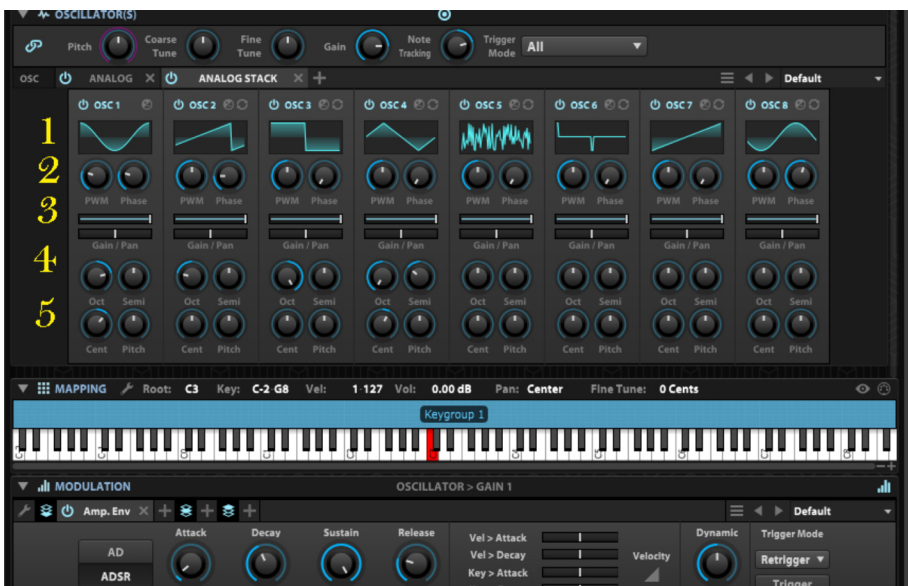 OSCILLATOR(S)
Pitch Coarse Tune Fine Tune Gain Note Tracking Trigger Mode All
OSC ANALOG ANALOG STACK Default
OSC 1 OSC 2 OSC 3 OSC 4 OSC 5 OSC 6 OSC 7 OSC 8
1
2
PWM Phase PWM Phase PWM Phase PWM Phase PWM Phase PWM Phase PWM Phase PWM Phase
3
Gain / Pan Gain / Pan Gain / Pan Gain / Pan Gain / Pan Gain / Pan Gain / Pan Gain / Pan
4
Oct Semi Oct Semi Oct Semi Oct Semi Oct Semi Oct Semi Oct Semi Oct Semi
5
Cent Pitch Cent Pitch Cent Pitch Cent Pitch Cent Pitch Cent Pitch Cent Pitch Cent Pitch
MAPPING Root: C3 Key: C-2 G8 Vel: 1 127 Vol: 0.00 dB Pan: Center Fine Tune: 0 Cents
Keygroup 1
MODULATION OSCILLATOR > GAIN 1
Amp. Env Default
Attack Decay Sustain Release Dynamic Trigger Mode
Vel > Attack
AD Vel > Decay Velocity Retrigger
ADSR Key > Attack
Trigger